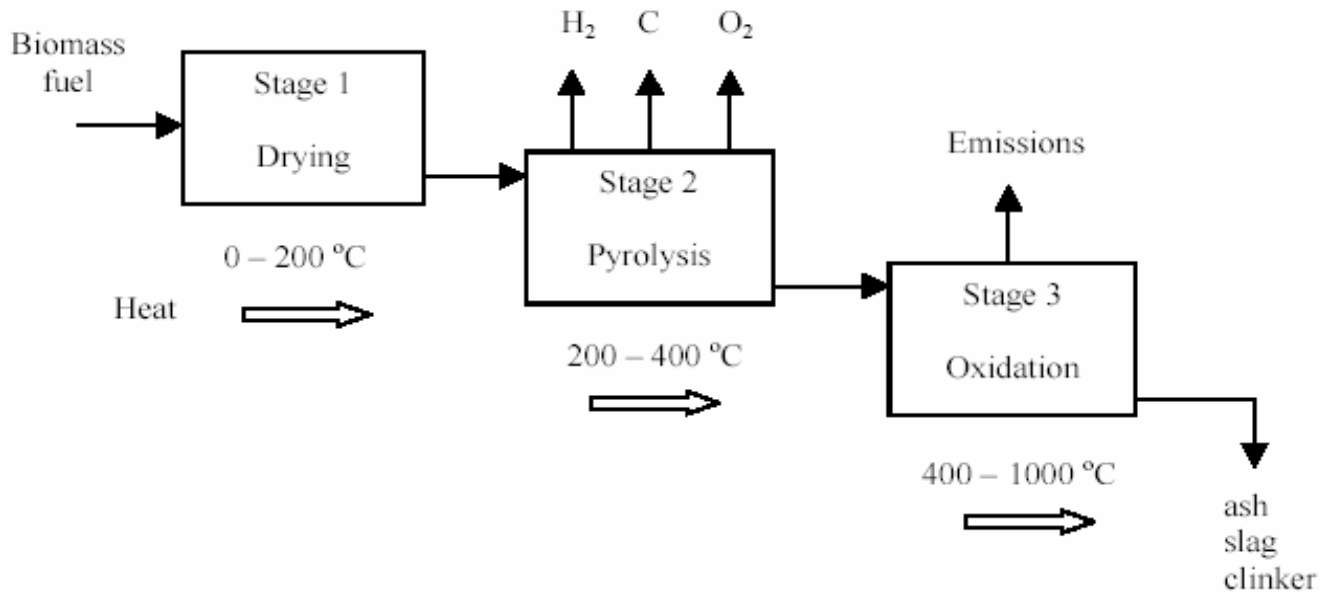 Biomass
fuel
Stage 1
Drying
0 – 200 ºC
Heat
H₂ C O₂
Stage 2
Pyrolysis
200 – 400 ºC
Emissions
Stage 3
Oxidation
400 – 1000 ºC
ash
slag
clinker